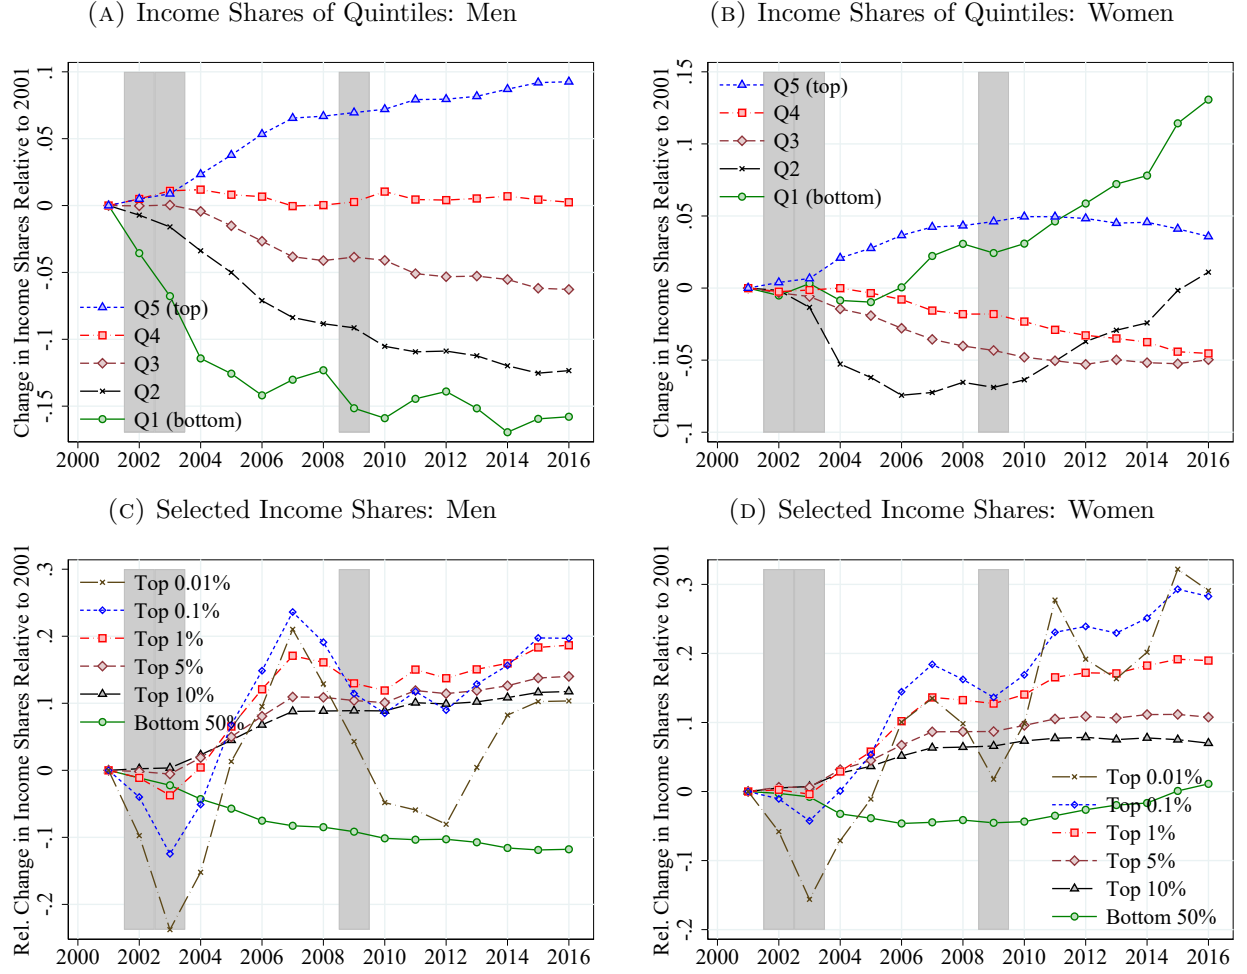 (A) Income Shares of Quintiles: Men
Change in Income Shares Relative to 2001
.1
.05
0
-.05
-.1
-.15
Q5 (top)
Q4
Q3
Q2
Q1 (bottom)
2000 2002 2004 2006 2008 2010 2012 2014 2016
(B) Income Shares of Quintiles: Women
Change in Income Shares Relative to 2001
.15
.1
.05
0
-.05
-.1
Q5 (top)
Q4
Q3
Q2
Q1 (bottom)
2000 2002 2004 2006 2008 2010 2012 2014 2016
(C) Selected Income Shares: Men
Rel. Change in Income Shares Relative to 2001
.3
.2
.1
0
-.1
-.2
Top 0.01%
Top 0.1%
Top 1%
Top 5%
Top 10%
Bottom 50%
2000 2002 2004 2006 2008 2010 2012 2014 2016
(D) Selected Income Shares: Women
Rel. Change in Income Shares Relative to 2001
.3
.2
.1
0
-.1
-.2
Top 0.01%
Top 0.1%
Top 1%
Top 5%
Top 10%
Bottom 50%
2000 2002 2004 2006 2008 2010 2012 2014 2016